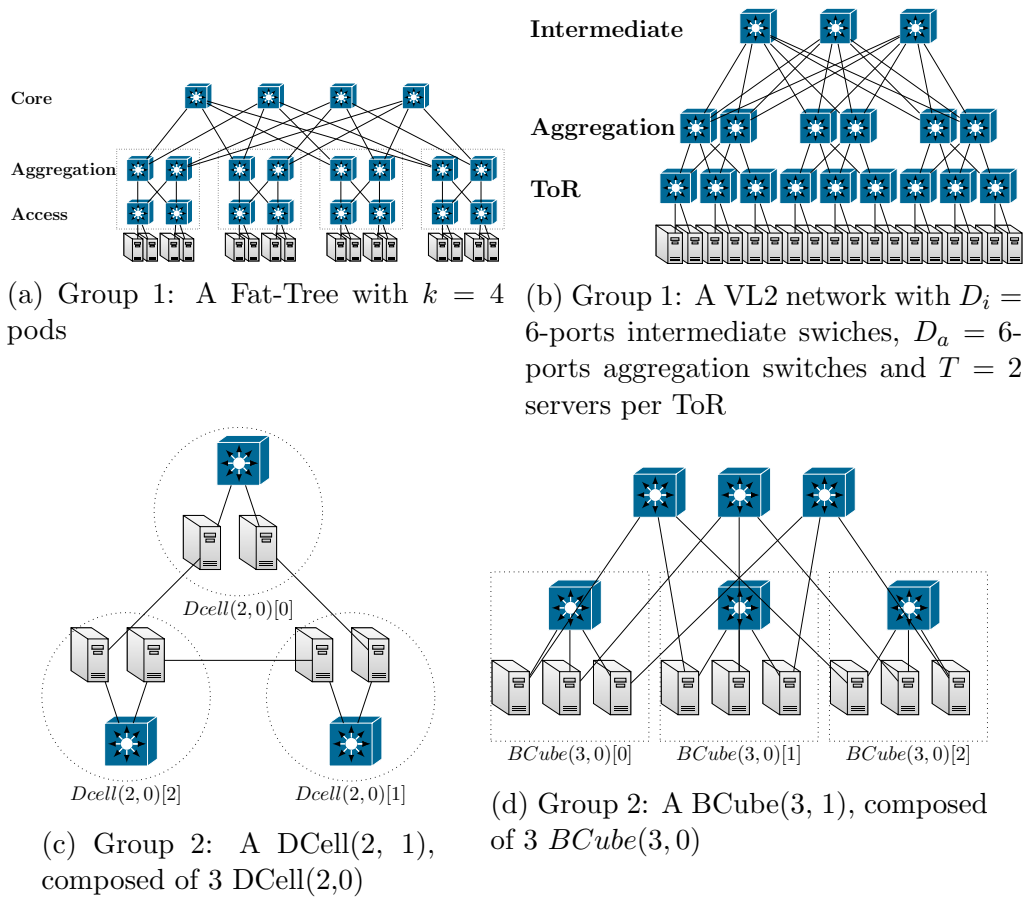 Core
Aggregation
Access
(a) Group 1: A Fat-Tree with k = 4
pods
Intermediate
Aggregation
ToR
(b) Group 1: A VL2 network with D_i =
6-ports intermediate swiches, D_a = 6-
ports aggregation switches and T = 2
servers per ToR
Dcell(2, 0)[0]
Dcell(2, 0)[2]
Dcell(2, 0)[1]
(c) Group 2: A DCell(2, 1),
composed of 3 DCell(2,0)
BCube(3, 0)[0]
BCube(3, 0)[1]
BCube(3, 0)[2]
(d) Group 2: A BCube(3, 1), composed
of 3 BCube(3, 0)